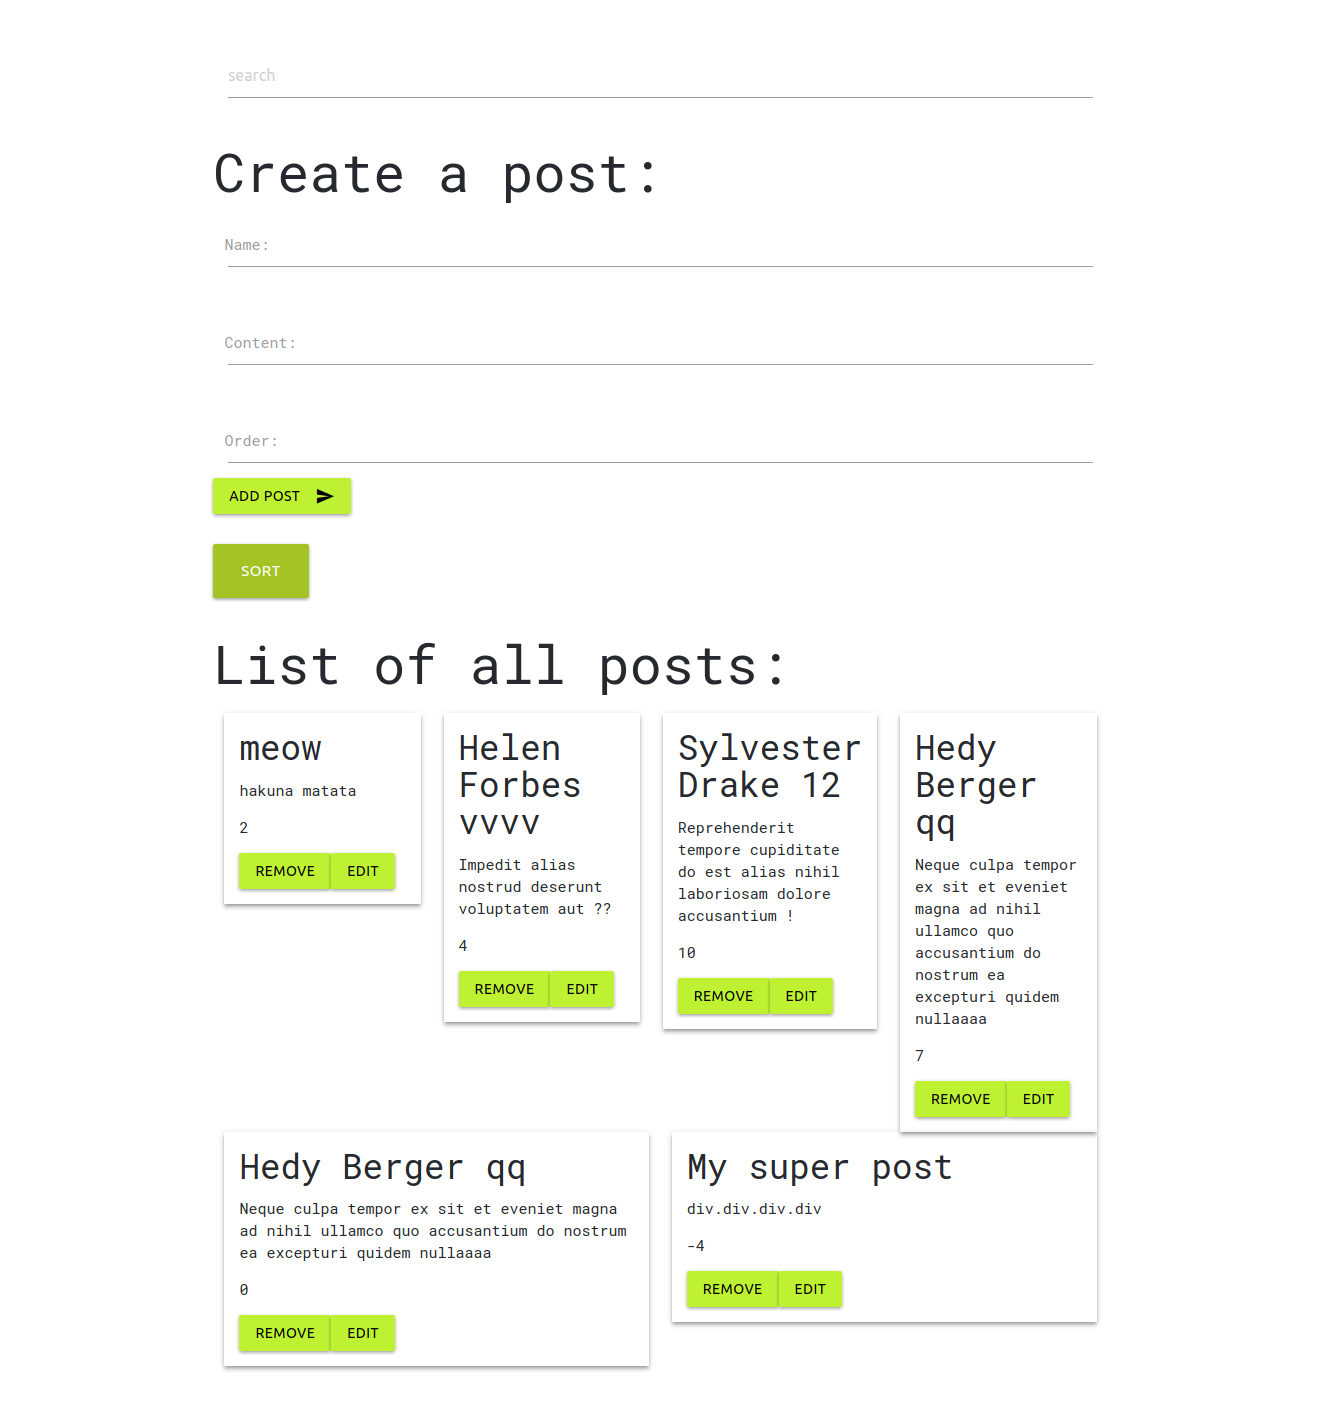 search
Create a post:
Name:
Content:
Order:
ADD POST
SORT
List of all posts:
meow
hakuna matata
2
REMOVE EDIT
Helen
Forbes
vvvv
Impedit alias
nostrud deserunt
voluptatem aut ??
4
REMOVE EDIT
Sylvester
Drake 12
Reprehenderit
tempore cupiditate
do est alias nihil
laboriosam dolore
accusantium !
10
REMOVE EDIT
Hedy
Berger
qq
Neque culpa tempor
ex sit et eveniet
magna ad nihil
ullamco quo
accusantium do
nostrum ea
excepturi quidem
nullaaaa
7
REMOVE EDIT
Hedy Berger qq
Neque culpa tempor ex sit et eveniet magna
ad nihil ullamco quo accusantium do nostrum
ea excepturi quidem nullaaaa
0
REMOVE EDIT
My super post
div.div.div.div
-4
REMOVE EDIT